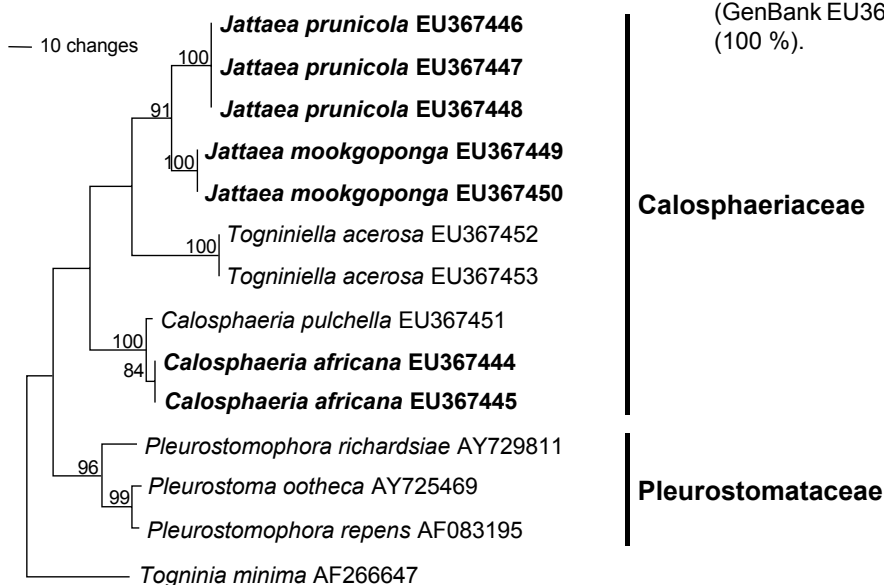 (GenBank EU36
(100 %).
10 changes
Jattaea prunicola EU367446
100
Jattaea prunicola EU367447
Jattaea prunicola EU367448
91
Jattaea mookgoponga EU367449
100
Jattaea mookgoponga EU367450
Calosphaeriaceae
Togniniella acerosa EU367452
100
Togniniella acerosa EU367453
Calosphaeria pulchella EU367451
100
Calosphaeria africana EU367444
84
Calosphaeria africana EU367445
Pleurostomophora richardsiae AY729811
96
Pleurostoma ootheca AY725469
99
Pleurostomataceae
Pleurostomophora repens AF083195
Togninia minima AF266647